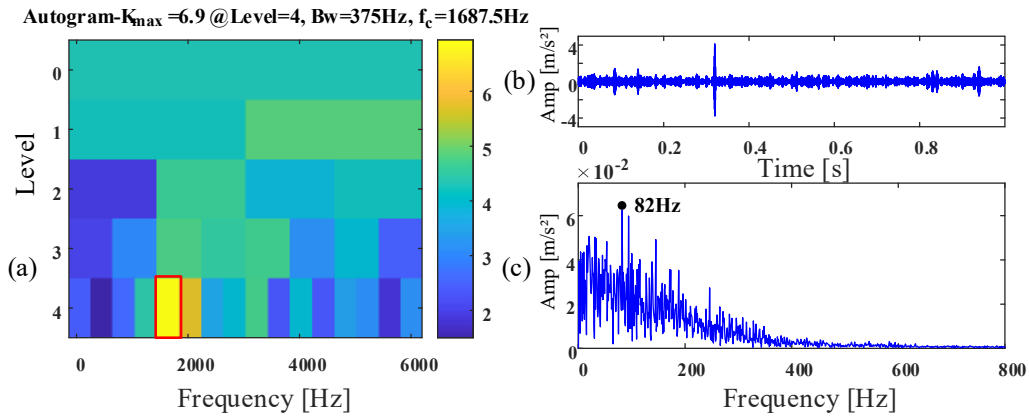 Autogram-Kmax =6.9 @Level=4, Bw=375Hz, fc=1687.5Hz
(a)
Level
0
1
2
3
4
0 2000 4000 6000
Frequency [Hz]
6
5
4
3
2
(b)
Amp [m/s²]
4
0
-4
0 0.2 0.4 0.6 0.8
Time [s]
×10⁻²
(c)
Amp [m/s²]
6
4
2
0
82Hz
0 200 400 600 800
Frequency [Hz]